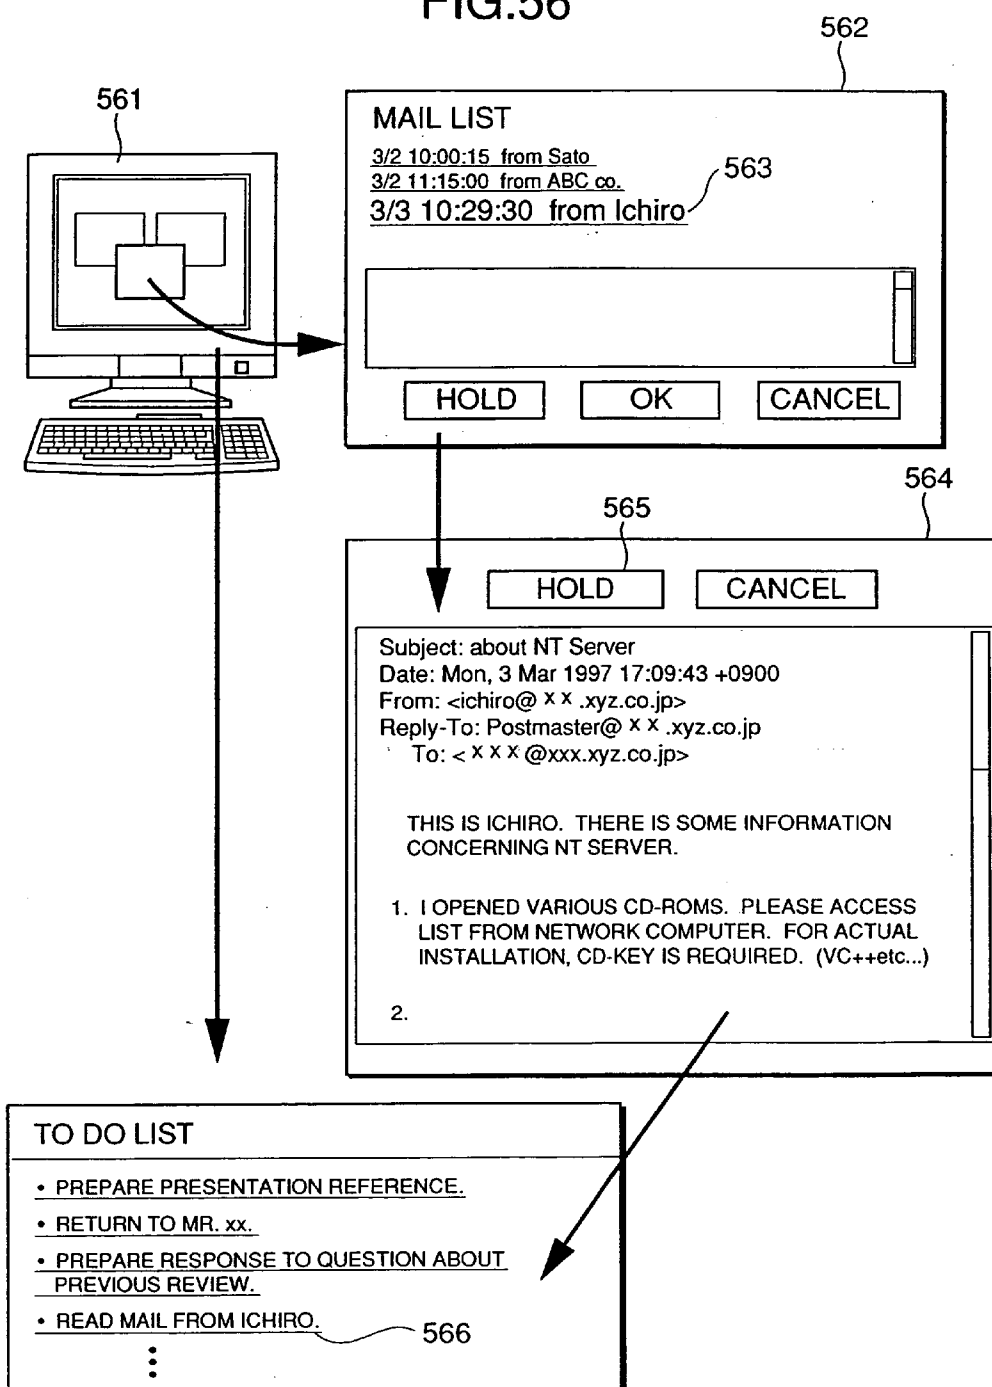 FIG.56
562
561
MAIL LIST
3/2 10:00:15 from Sato
3/2 11:15:00 from ABC co.
563
3/3 10:29:30 from Ichiro
HOLD OK CANCEL
564
565
HOLD CANCEL
Subject: about NT Server
Date: Mon, 3 Mar 1997 17:09:43 +0900
From: <ichiro@ x x .xyz.co.jp>
Reply-To: Postmaster@ x x .xyz.co.jp
To: < x x x @xxx.xyz.co.jp>
THIS IS ICHIRO. THERE IS SOME INFORMATION
CONCERNING NT SERVER.
1. I OPENED VARIOUS CD-ROMS. PLEASE ACCESS
LIST FROM NETWORK COMPUTER. FOR ACTUAL
INSTALLATION, CD-KEY IS REQUIRED. (VC++etc...)
2.
TO DO LIST
• PREPARE PRESENTATION REFERENCE.
• RETURN TO MR. xx.
• PREPARE RESPONSE TO QUESTION ABOUT
PREVIOUS REVIEW.
• READ MAIL FROM ICHIRO.
566